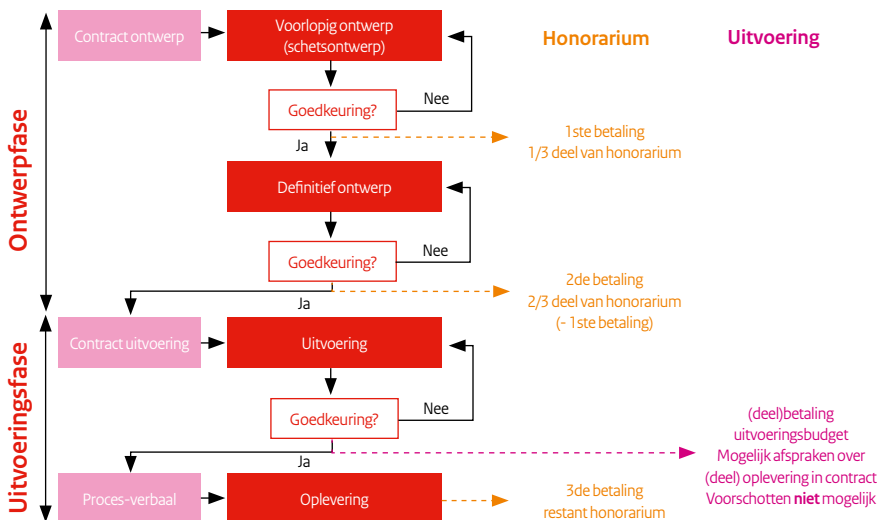 Ontwerpfase
Uitvoeringsfase
Contract ontwerp
Voorlopig ontwerp
(schetsontwerp)
Honorarium
Uitvoering
Goedkeuring?
Nee
Ja
1ste betaling
1/3 deel van honorarium
Definitief ontwerp
Goedkeuring?
Nee
Ja
2de betaling
2/3 deel van honorarium
(- 1ste betaling)
Contract uitvoering
Uitvoering
Goedkeuring?
Nee
Ja
(deel)betaling
uitvoeringsbudget
Mogelijk afspraken over
(deel) oplevering in contract
Voorschotten niet mogelijk
Proces-verbaal
Oplevering
3de betaling
restant honorarium